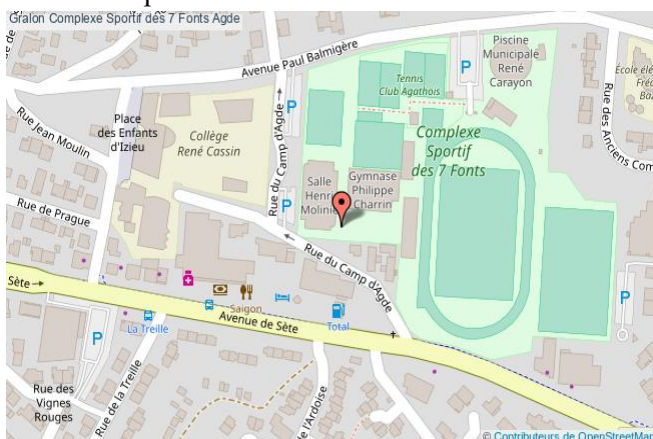 Gralon Complexe Sportif des 7 Fonts Agde
Avenue Paul Balmigère
Piscine
Municipale
René
Carayon
Tennis
Club Agathois
Rue Jean Moulin
Place
des Enfants
d'Izieu
Collège
René Cassin
Rue du Camp d'Agde →
Complexe
Sportif
des 7 Fonts
Rue des Anciens Com
Salle
Henri
Gymnase
Philippe
Charrin
Rue de Prague
← Rue du Camp d'Agde
Sète →
Saigon
La Treille
Avenue de Sète
Total
Rue de la Treille
Rue des
Vignes
Rouges
e l'Ardoise
P
P
P
P
P
© Contributeurs de OpenStreetMap